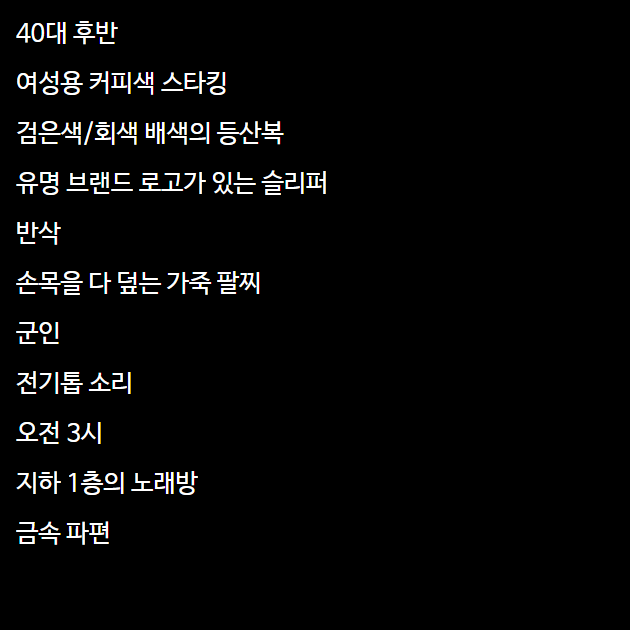 40대 후반
여성용 커피색 스타킹
검은색/회색 배색의 등산복
유명 브랜드 로고가 있는 슬리퍼
반삭
손목을 다 덮는 가죽 팔찌
군인
전기톱 소리
오전 3시
지하 1층의 노래방
금속 파편